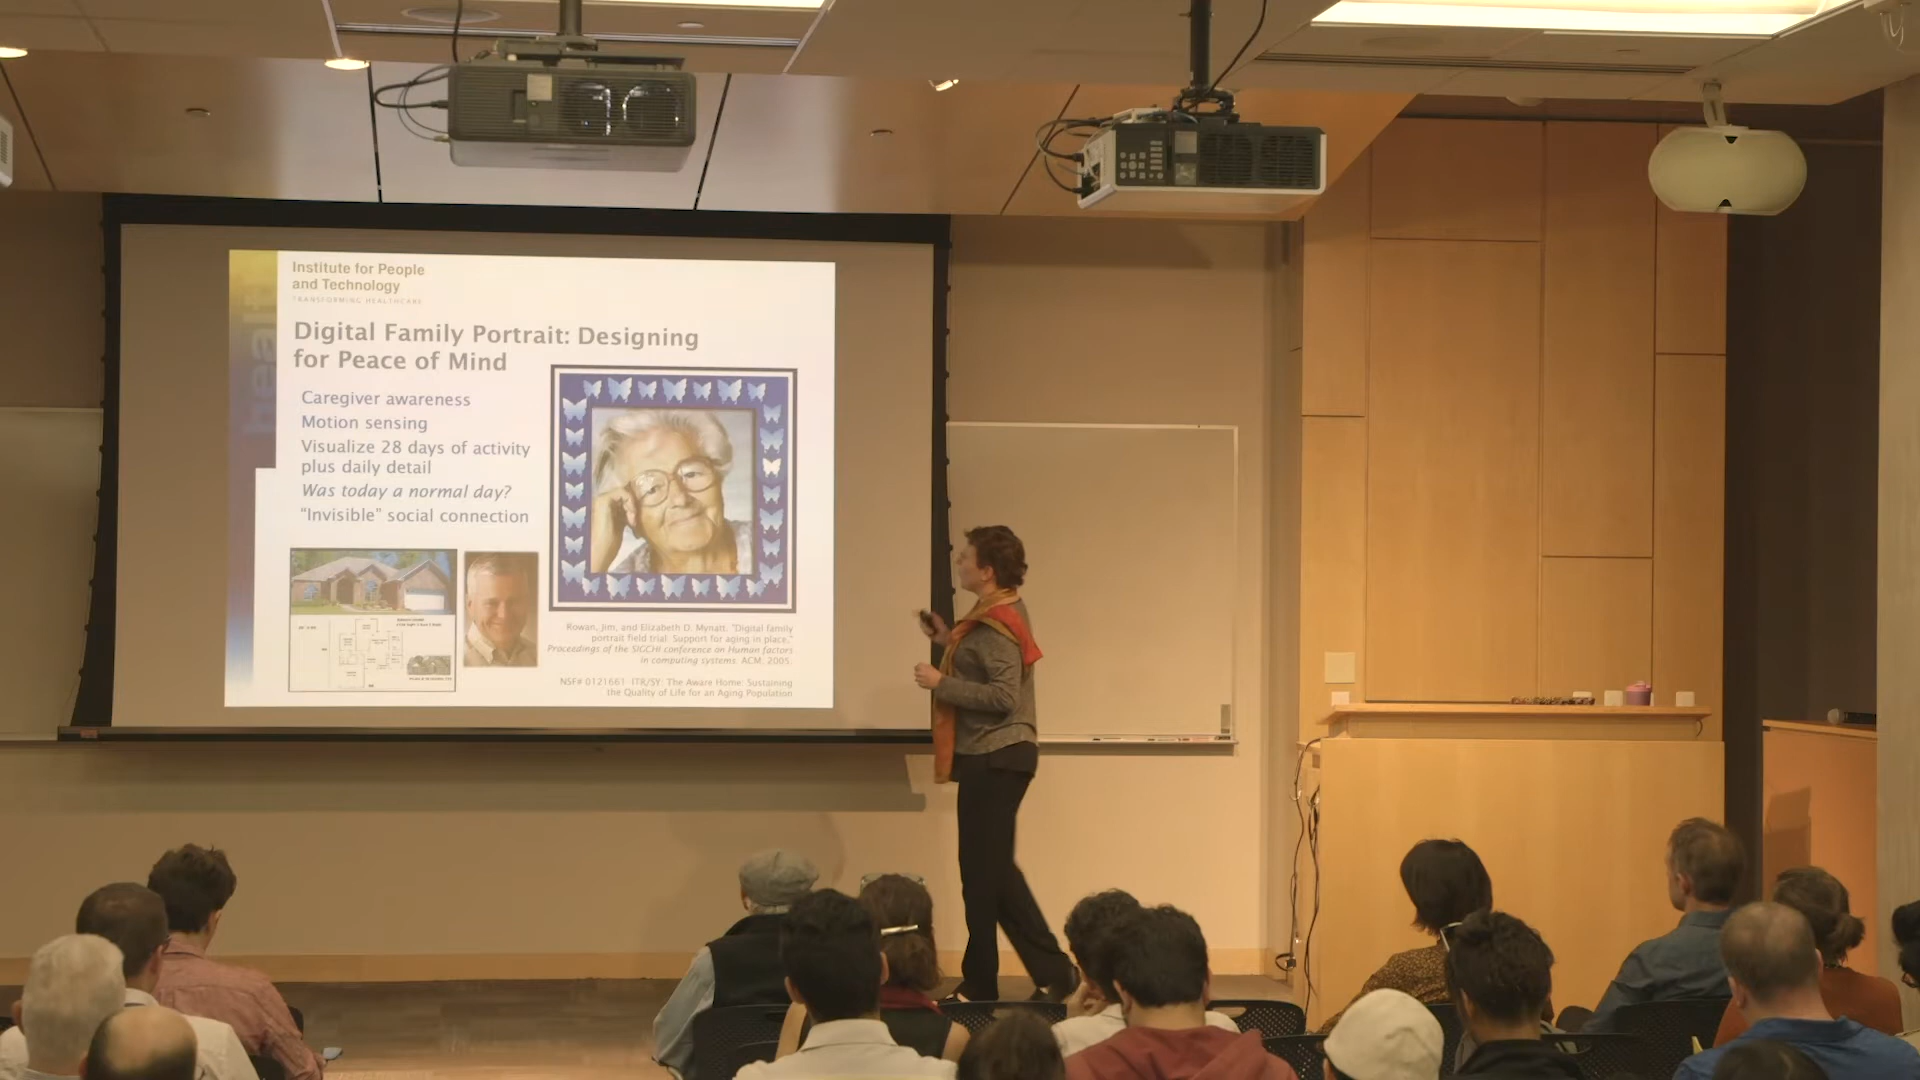 Institute for People
and Technology
TRANSFORMING HEALTHCARE
Digital Family Portrait: Designing
for Peace of Mind
Caregiver awareness
Motion sensing
Visualize 28 days of activity
plus daily detail
Was today a normal day?
"Invisible" social connection
Rowan, Jim, and Elizabeth D. Mynatt. "Digital family
portrait field trial: Support for aging in place."
Proceedings of the SIGCHI conference on Human factors
in computing systems. ACM, 2005.
NSF# 0121661 ITR/SY: The Aware Home: Sustaining
the Quality of Life for an Aging Population